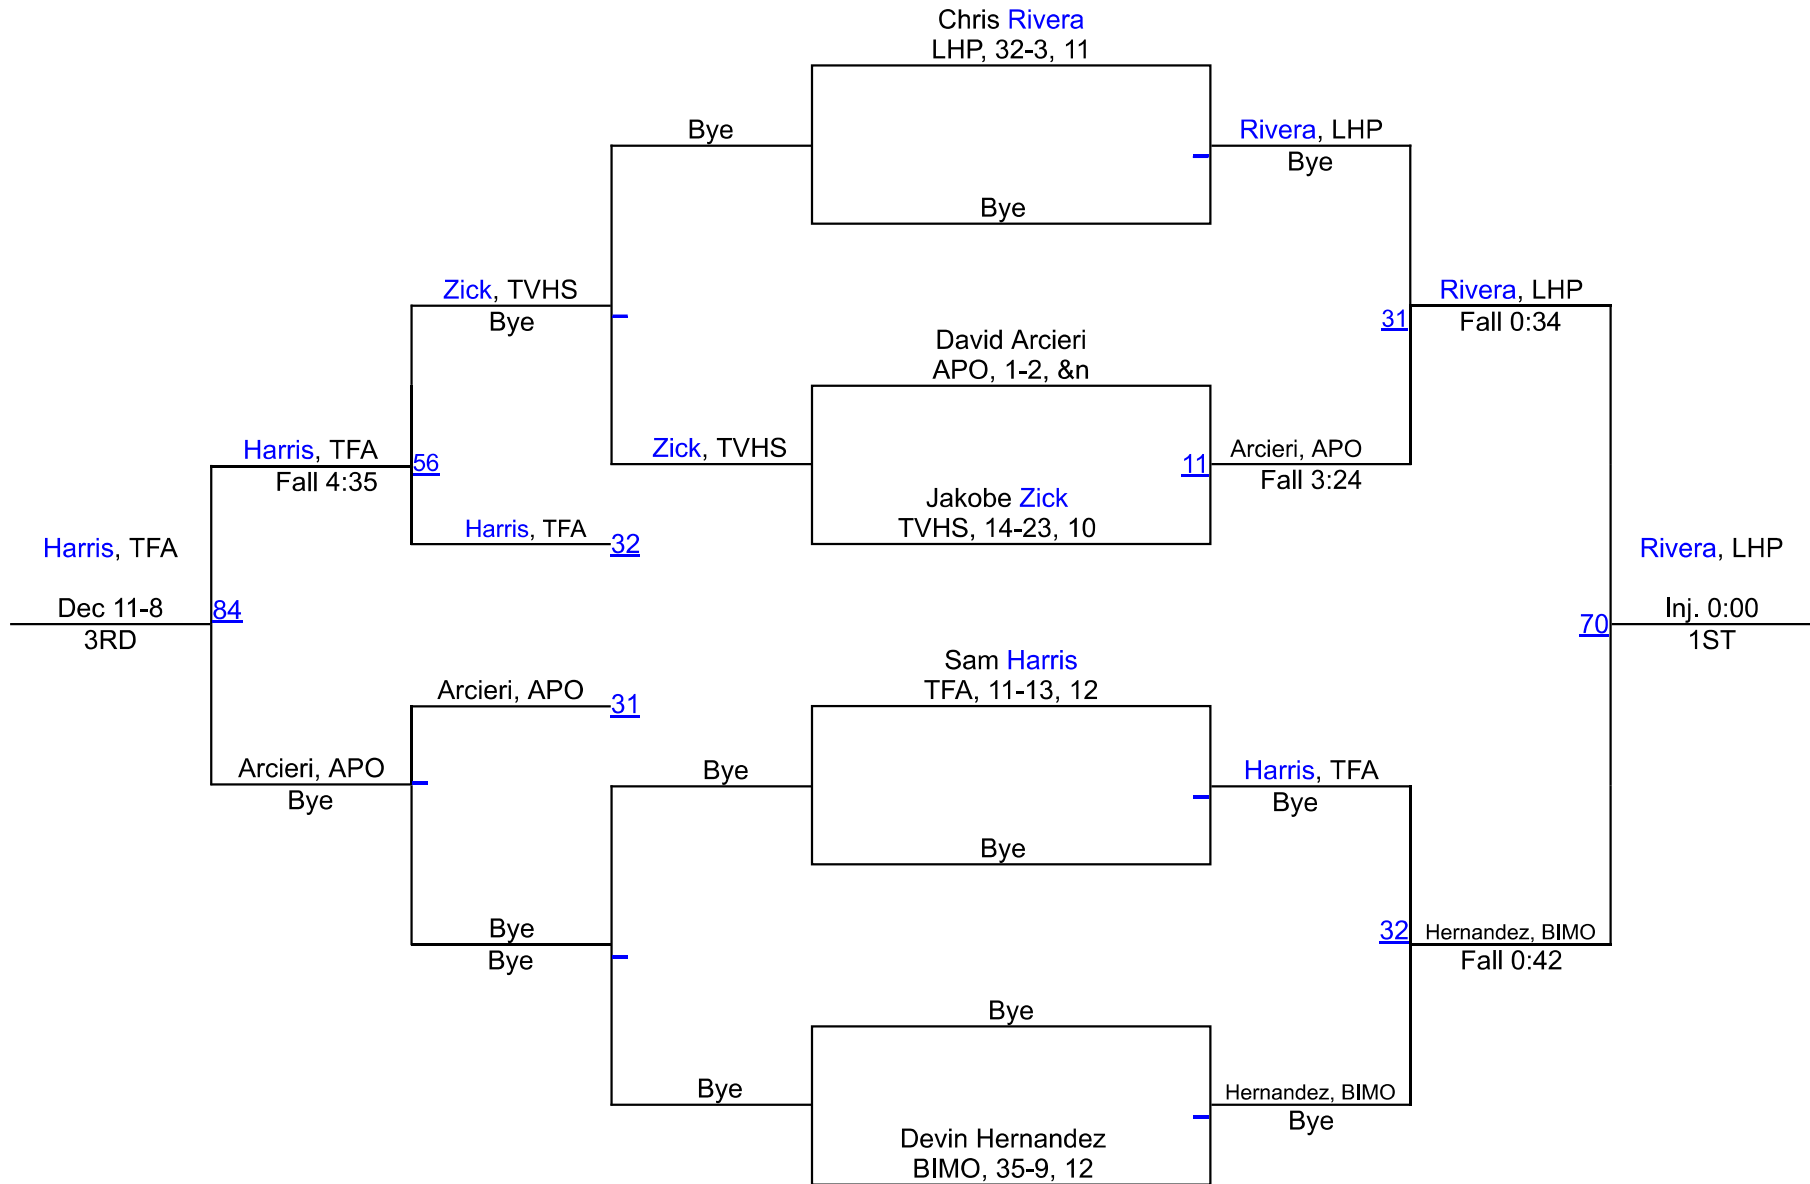 Chris Rivera
LHP, 32-3, 11
Bye
Rivera, LHP
Bye
Bye
Zick, TVHS
Bye
Rivera, LHP
31
Fall 0:34
David Arcieri
APO, 1-2, &n
Harris, TFA
56
Fall 4:35
Zick, TVHS
11
Arcieri, APO
Fall 3:24
Jakobe Zick
TVHS, 14-23, 10
Harris, TFA
32
Harris, TFA
Dec 11-8
84
3RD
Rivera, LHP
Inj. 0:00
70
1ST
Sam Harris
TFA, 11-13, 12
Arcieri, APO
31
Arcieri, APO
Bye
Bye
Harris, TFA
Bye
Bye
Bye
Bye
32
Hernandez, BIMO
Fall 0:42
Bye
Bye
Hernandez, BIMO
Bye
Devin Hernandez
BIMO, 35-9, 12